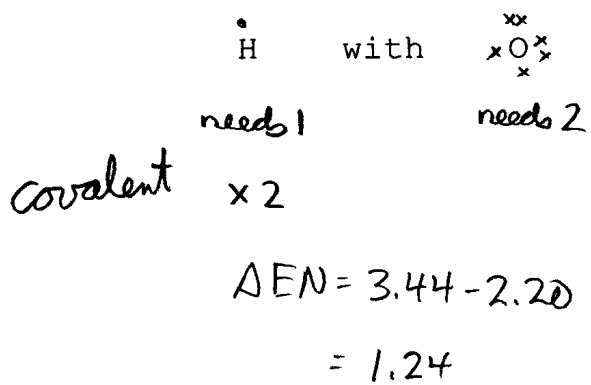 H with O
needs 1 needs 2
covalent x 2
ΔEN = 3.44 - 2.20
= 1.24